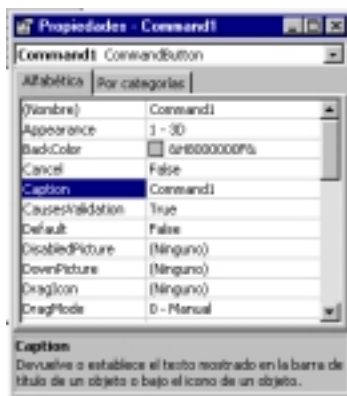 Propiedades - Command1
Command1 CommandButton
Alfabética Por categorías
(Nombre) Command1
Appearance 1 - 3D
BackColor &H8000000F&
Cancel False
Caption Command1
CausesValidation True
Default False
DisabledPicture (Ninguno)
DownPicture (Ninguno)
DragIcon (Ninguno)
DragMode 0 - Manual
Caption
Devuelve o establece el texto mostrado en la barra de
título de un objeto o bajo el icono de un objeto.